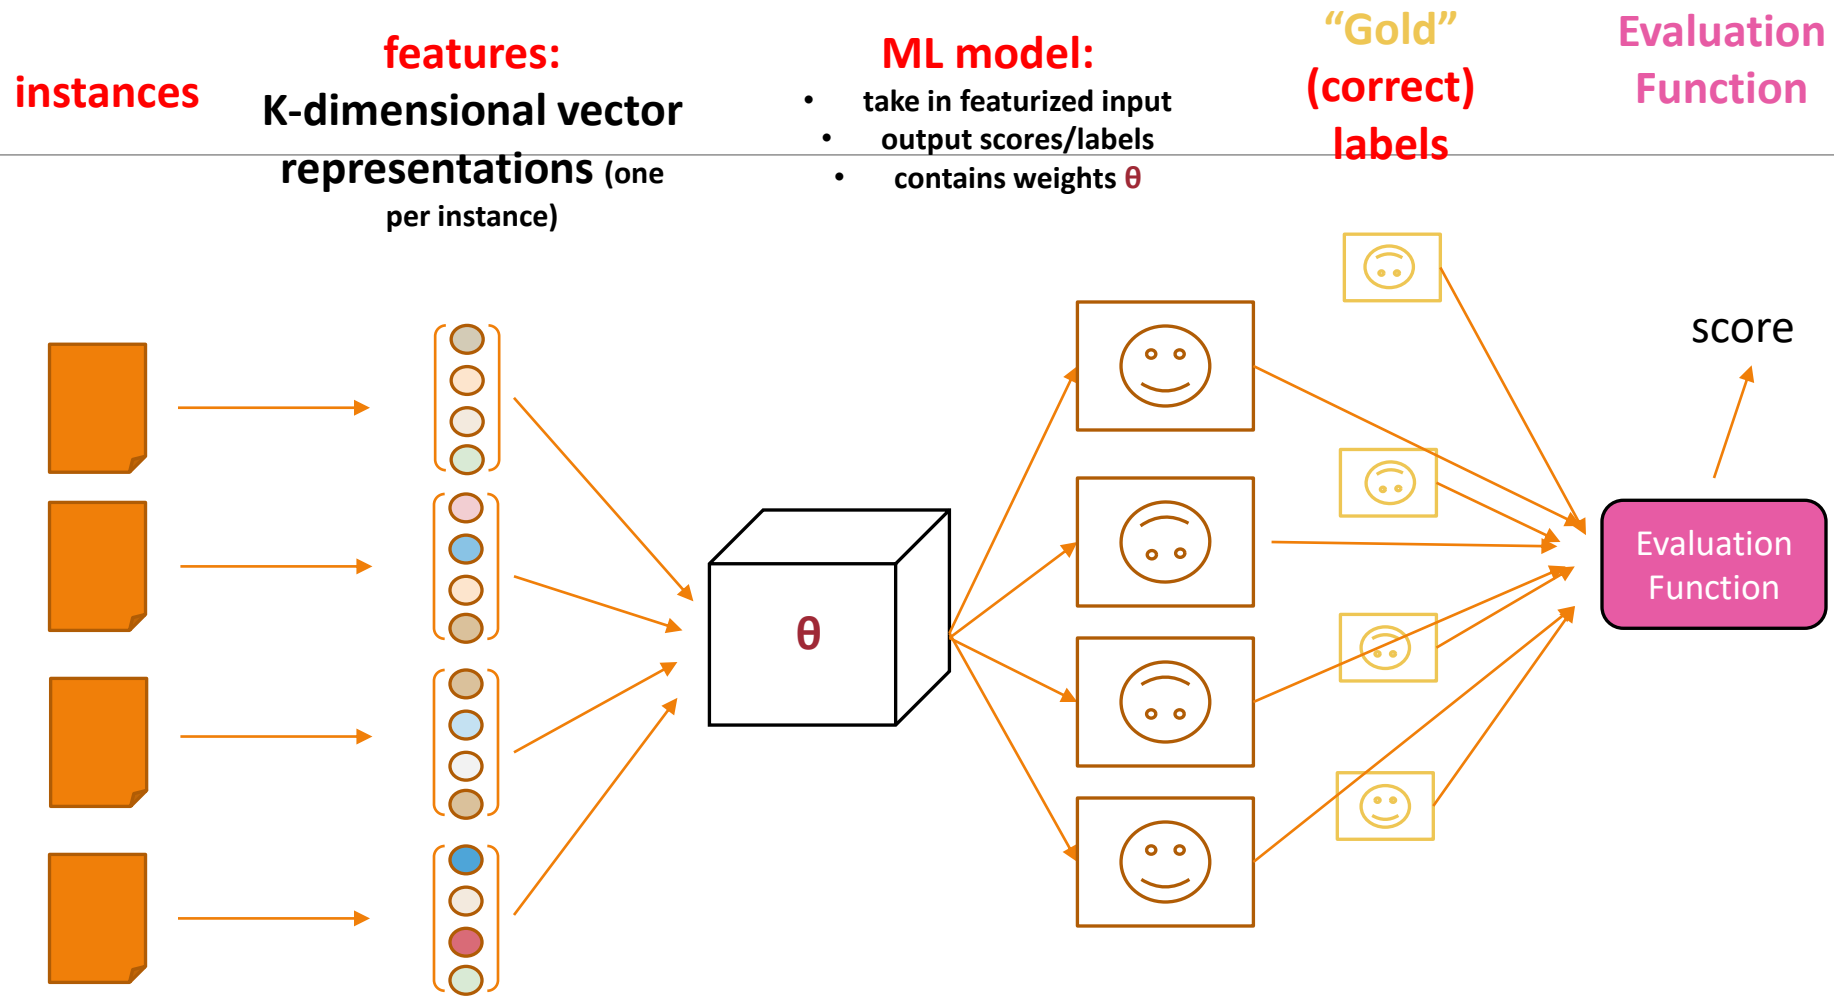 instances
features:
K-dimensional vector
representations (one
per instance)
ML model:
• take in featurized input
• output scores/labels
• contains weights θ
“Gold”
(correct)
labels
Evaluation
Function
θ
score
Evaluation
Function